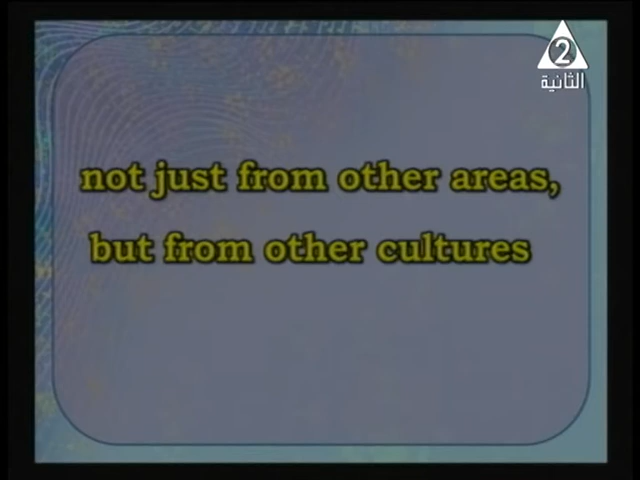 2
الثانية
not just from other areas,
but from other cultures